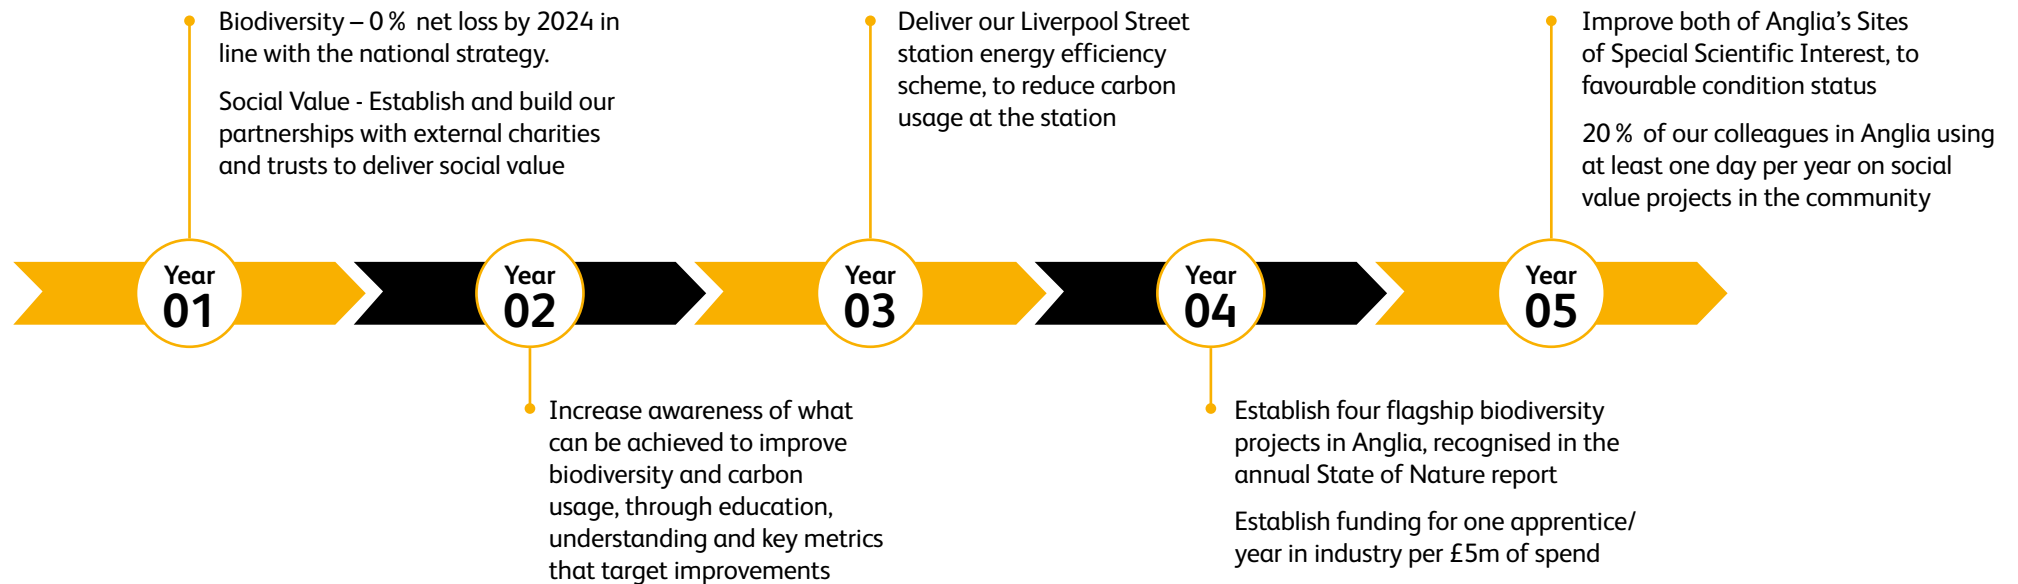 Biodiversity – 0 % net loss by 2024 in
line with the national strategy.
Social Value - Establish and build our
partnerships with external charities
and trusts to deliver social value
Deliver our Liverpool Street
station energy efficiency
scheme, to reduce carbon
usage at the station
Improve both of Anglia’s Sites
of Special Scientific Interest, to
favourable condition status
20 % of our colleagues in Anglia using
at least one day per year on social
value projects in the community
Year
01
Year
02
Year
03
Year
04
Year
05
Increase awareness of what
can be achieved to improve
biodiversity and carbon
usage, through education,
understanding and key metrics
that target improvements
Establish four flagship biodiversity
projects in Anglia, recognised in the
annual State of Nature report
Establish funding for one apprentice/
year in industry per £5m of spend